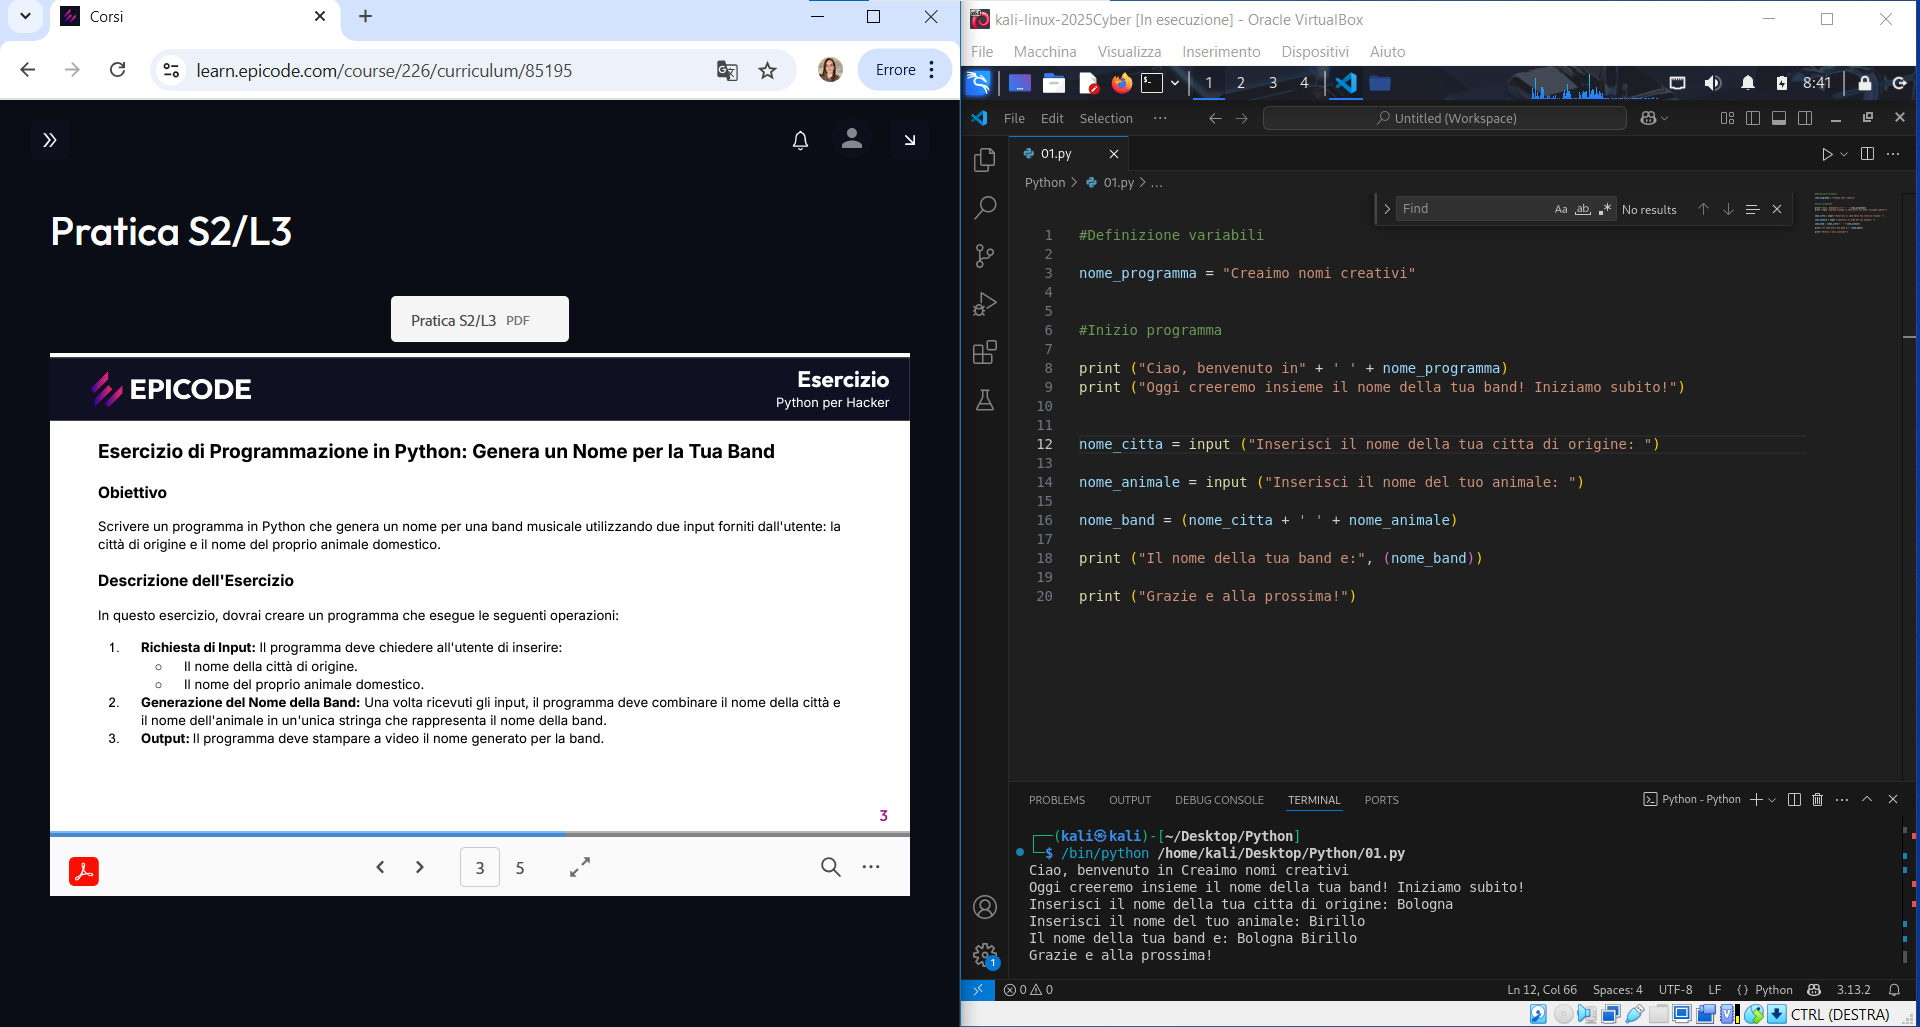 Corsi
learn.epicode.com/course/226/curriculum/85195
Errore
Pratica S2/L3
Pratica S2/L3 PDF
EPICODE
Esercizio
Python per Hacker
Esercizio di Programmazione in Python: Genera un Nome per la Tua Band
Obiettivo
Scrivere un programma in Python che genera un nome per una band musicale utilizzando due input forniti dall'utente: la
città di origine e il nome del proprio animale domestico.
Descrizione dell'Esercizio
In questo esercizio, dovrai creare un programma che esegue le seguenti operazioni:
1. Richiesta di Input: Il programma deve chiedere all'utente di inserire:
○ Il nome della città di origine.
○ Il nome del proprio animale domestico.
2. Generazione del Nome della Band: Una volta ricevuti gli input, il programma deve combinare il nome della città e
il nome dell'animale in un'unica stringa che rappresenta il nome della band.
3. Output: Il programma deve stampare a video il nome generato per la band.
3
3 5
kali-linux-2025Cyber [In esecuzione] - Oracle VirtualBox
File Macchina Visualizza Inserimento Dispositivi Aiuto
1 2 3 4 8:41
File Edit Selection ··· Untitled (Workspace)
01.py
Python > 01.py > ...
Find Aa ab No results
1 #Definizione variabili
2
3 nome_programma = "Creaimo nomi creativi"
4
5
6 #Inizio programma
7
8 print ("Ciao, benvenuto in" + ' ' + nome_programma)
9 print ("Oggi creeremo insieme il nome della tua band! Iniziamo subito!")
10
11
12 nome_citta = input ("Inserisci il nome della tua citta di origine: ")
13
14 nome_animale = input ("Inserisci il nome del tuo animale: ")
15
16 nome_band = (nome_citta + ' ' + nome_animale)
17
18 print ("Il nome della tua band e:", (nome_band))
19
20 print ("Grazie e alla prossima!")
PROBLEMS OUTPUT DEBUG CONSOLE TERMINAL PORTS
Python - Python
┌──(kali㉿kali)-[~/Desktop/Python]
└─$ /bin/python /home/kali/Desktop/Python/01.py
Ciao, benvenuto in Creaimo nomi creativi
Oggi creeremo insieme il nome della tua band! Iniziamo subito!
Inserisci il nome della tua citta di origine: Bologna
Inserisci il nome del tuo animale: Birillo
Il nome della tua band e: Bologna Birillo
Grazie e alla prossima!
1
0 0
Ln 12, Col 66 Spaces: 4 UTF-8 LF {} Python 3.13.2
CTRL (DESTRA)